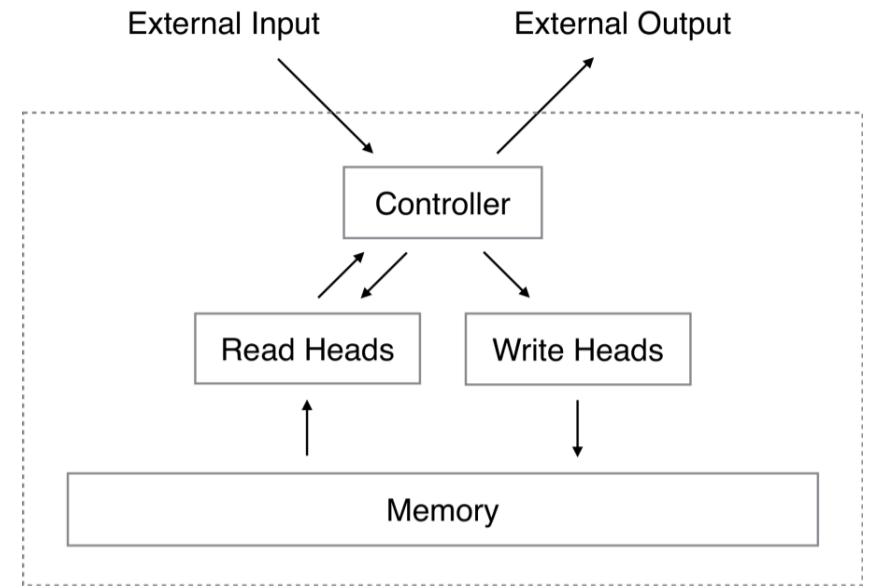 External Input
External Output
Controller
Read Heads
Write Heads
Memory